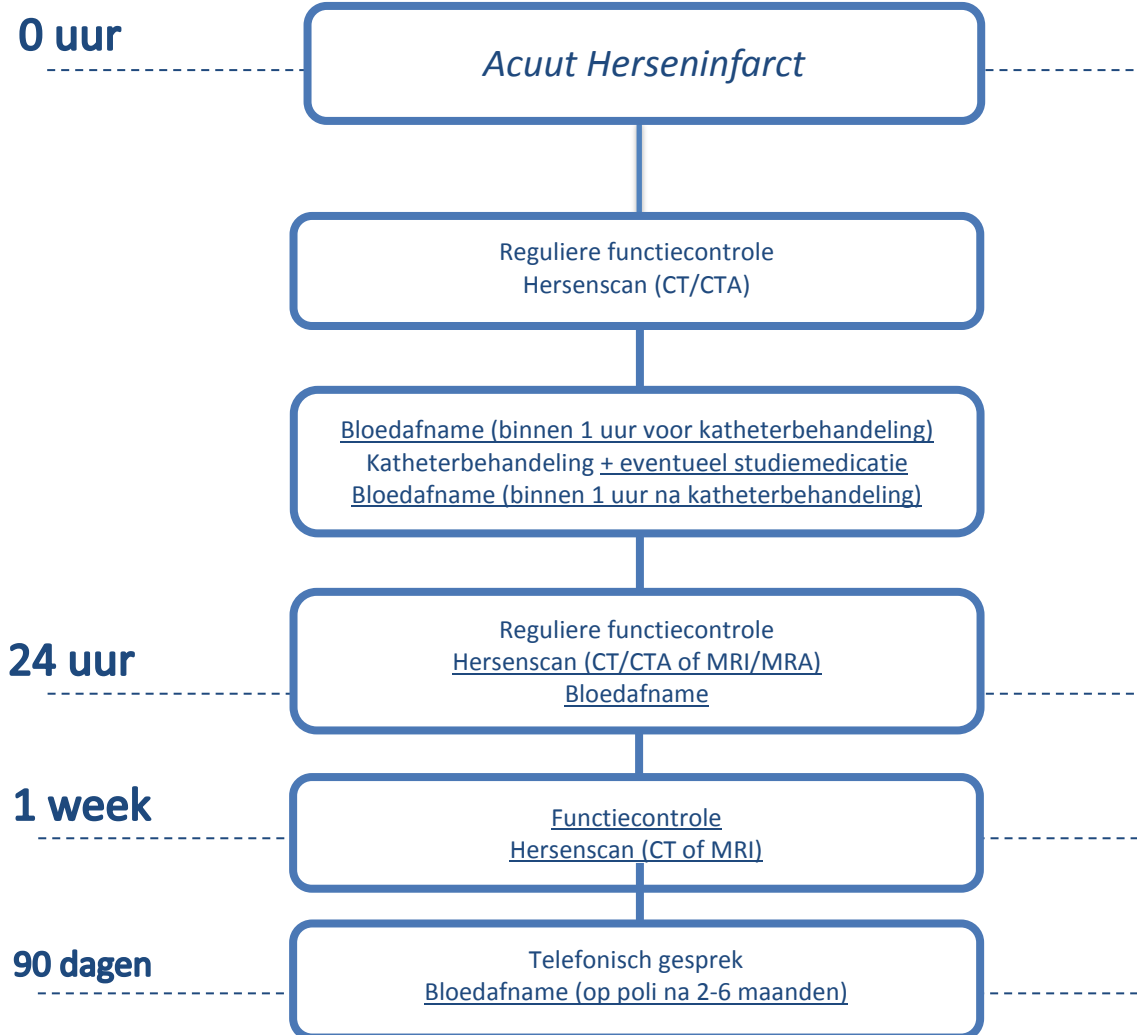 0 uur
Acuut Herseninfarct
Reguliere functiecontrole
Hersenscan (CT/CTA)
Bloedafname (binnen 1 uur voor katheterbehandeling)
Katheterbehandeling + eventueel studiemedicatie
Bloedafname (binnen 1 uur na katheterbehandeling)
24 uur
Reguliere functiecontrole
Hersenscan (CT/CTA of MRI/MRA)
Bloedafname
1 week
Functiecontrole
Hersenscan (CT of MRI)
90 dagen
Telefonisch gesprek
Bloedafname (op poli na 2-6 maanden)